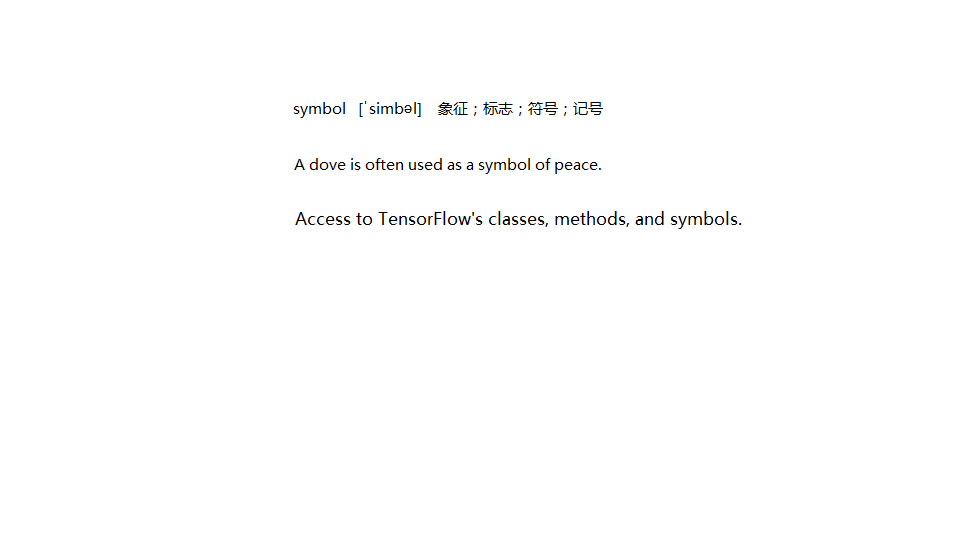 symbol [ˈsimbəl] 象征；标志；符号；记号
A dove is often used as a symbol of peace.
Access to TensorFlow's classes, methods, and symbols.